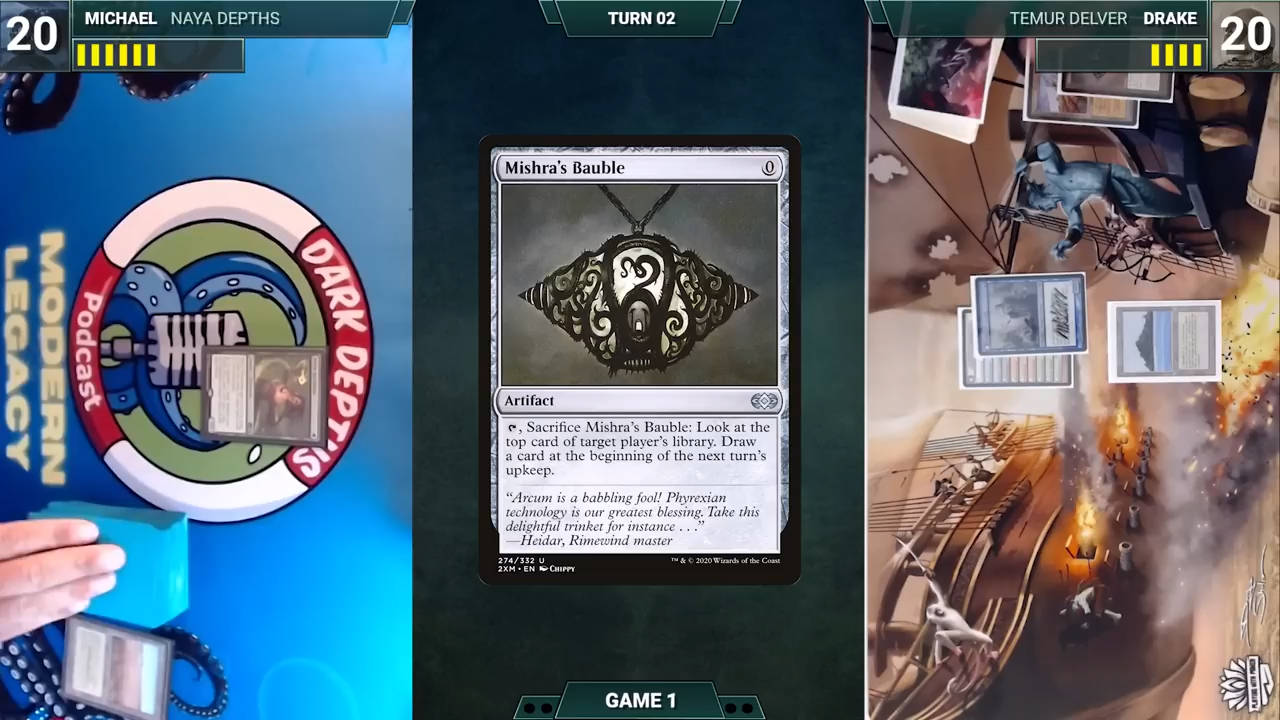 20
MICHAEL NAYA DEPTHS
TURN 02
TEMUR DELVER DRAKE
20
Mishra's Bauble 0
Artifact
, Sacrifice Mishra's Bauble: Look at the
top card of target player's library. Draw
a card at the beginning of the next turn's
upkeep.
"Arcum is a babbling fool! Phyrexian
technology is our greatest blessing. Take this
delightful trinket for instance . . ."
—Heidar, Rimewind master
274/332 U
2XM • EN CHIPPY
™ & © 2020 Wizards of the Coast
MODERN
LEGACY
DARK DEPTH'S
Podcast
GAME 1